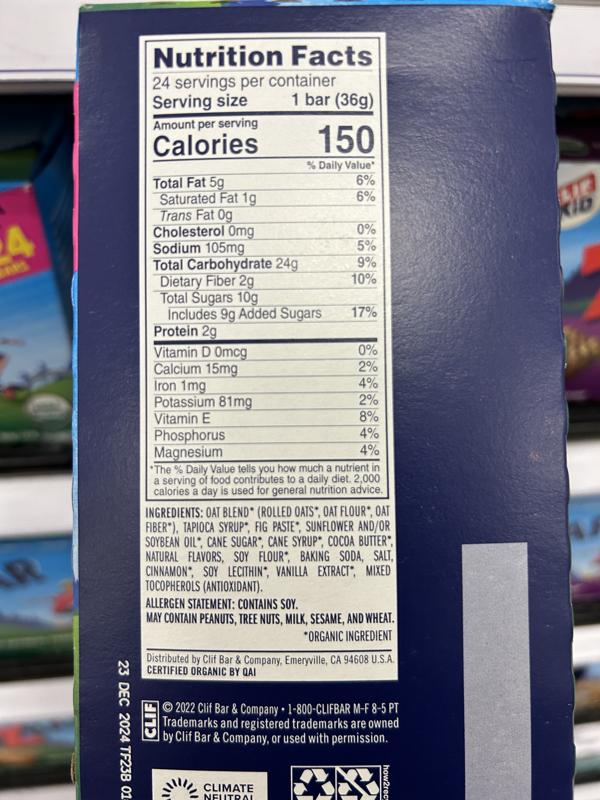 Nutrition Facts
24 servings per container
Serving size 1 bar (36g)
Amount per serving
Calories 150
% Daily Value*
Total Fat 5g 6%
Saturated Fat 1g 6%
Trans Fat 0g
Cholesterol 0mg 0%
Sodium 105mg 5%
Total Carbohydrate 24g 9%
Dietary Fiber 2g 10%
Total Sugars 10g
Includes 9g Added Sugars 17%
Protein 2g
Vitamin D 0mcg 0%
Calcium 15mg 2%
Iron 1mg 4%
Potassium 81mg 2%
Vitamin E 8%
Phosphorus 4%
Magnesium 4%
*The % Daily Value tells you how much a nutrient in
a serving of food contributes to a daily diet. 2,000
calories a day is used for general nutrition advice.
INGREDIENTS: OAT BLEND* (ROLLED OATS*, OAT FLOUR*, OAT
FIBER*), TAPIOCA SYRUP*, FIG PASTE*, SUNFLOWER AND/OR
SOYBEAN OIL*, CANE SUGAR*, CANE SYRUP*, COCOA BUTTER*,
NATURAL FLAVORS, SOY FLOUR*, BAKING SODA, SALT,
CINNAMON*, SOY LECITHIN*, VANILLA EXTRACT*, MIXED
TOCOPHEROLS (ANTIOXIDANT).
ALLERGEN STATEMENT: CONTAINS SOY.
MAY CONTAIN PEANUTS, TREE NUTS, MILK, SESAME, AND WHEAT.
*ORGANIC INGREDIENT
Distributed by Clif Bar & Company, Emeryville, CA 94608 U.S.A.
CERTIFIED ORGANIC BY QAI
CLIF
© 2022 Clif Bar & Company • 1-800-CLIFBAR M-F 8-5 PT
Trademarks and registered trademarks are owned
by Clif Bar & Company, or used with permission.
23 DEC 2024 TF23B 01
CLIMATE
NEUTRAL
how2rec
24
KID